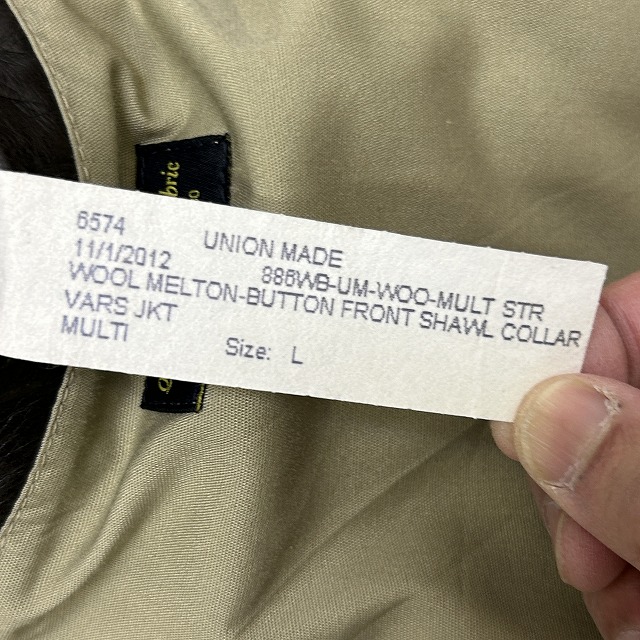 6574
UNION MADE
11/1/2012
886WB-UM-WOO-MULT STR
WOOL MELTON-BUTTON FRONT SHAWL COLLAR
VARS JKT
MULTI
Size: L